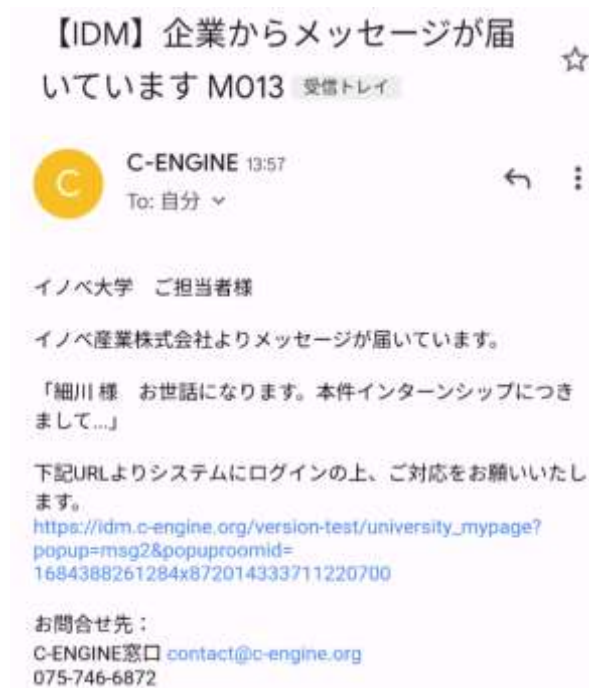 【IDM】企業からメッセージが届
いています M013 受信トレイ
C
C-ENGINE 13:57
To: 自分
イノベ大学　ご担当者様
イノベ産業株式会社よりメッセージが届いています。
「細川 様　お世話になります。本件インターンシップにつき
まして...」
下記URLよりシステムにログインの上、ご対応をお願いいたし
ます。
https://idm.c-engine.org/version-test/university_mypage?
popup=msg2&popuproomid=
1684388261284x872014333711220700
お問合せ先：
C-ENGINE窓口 contact@c-engine.org
075-746-6872